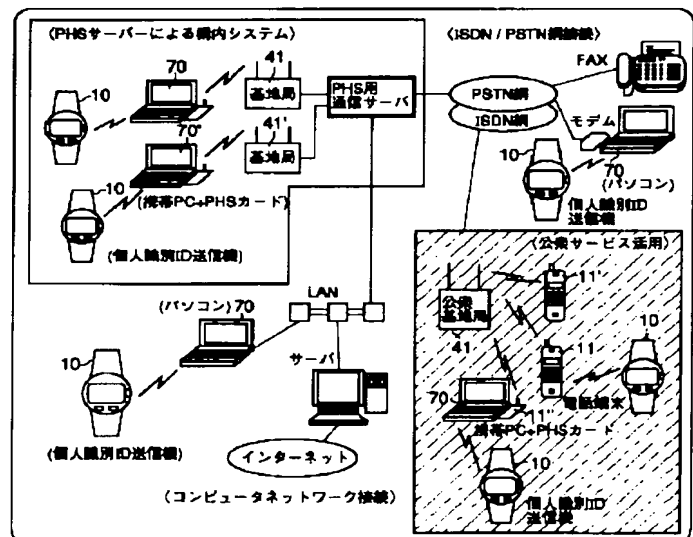 〈PHSサーバーによる構内システム〉
10
70
41
基地局
PHS用
通信サーバ
70'
41'
基地局
10
(携帯PC+PHSカード)
(個人識別ID送信機)
〈ISDN / PSTN網接続〉
FAX
PSTN網
ISDN網
モデム
10
70
(パソコン)
個人識別ID
送信機
(パソコン)70
LAN
10
サーバ
(個人識別ID送信機)
インターネット
(コンピュータネットワーク接続)
〈公衆サービス活用〉
公衆
基地局
41
11'
11
10
電話端末
70
11"
携帯PC+PHSカード
10
個人識別ID
送信機